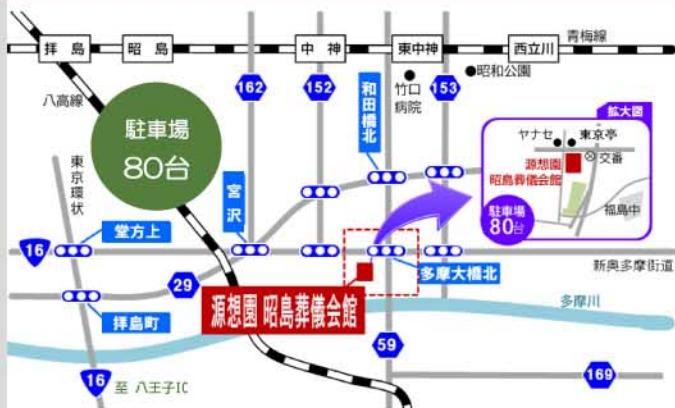 拝島
昭島
中神
東中神
西立川
青梅線
八高線
162
152
和田橋北
竹口
病院
153
昭和公園
駐車場
80台
東京環状
宮沢
拡大図
ヤナセ
東京亭
交番
源想園
昭島葬儀会館
福島中
駐車場
80台
16
堂方上
新奥多摩街道
多摩大橋北
29
源想園 昭島葬儀会館
多摩川
拝島町
59
169
16
至 八王子IC